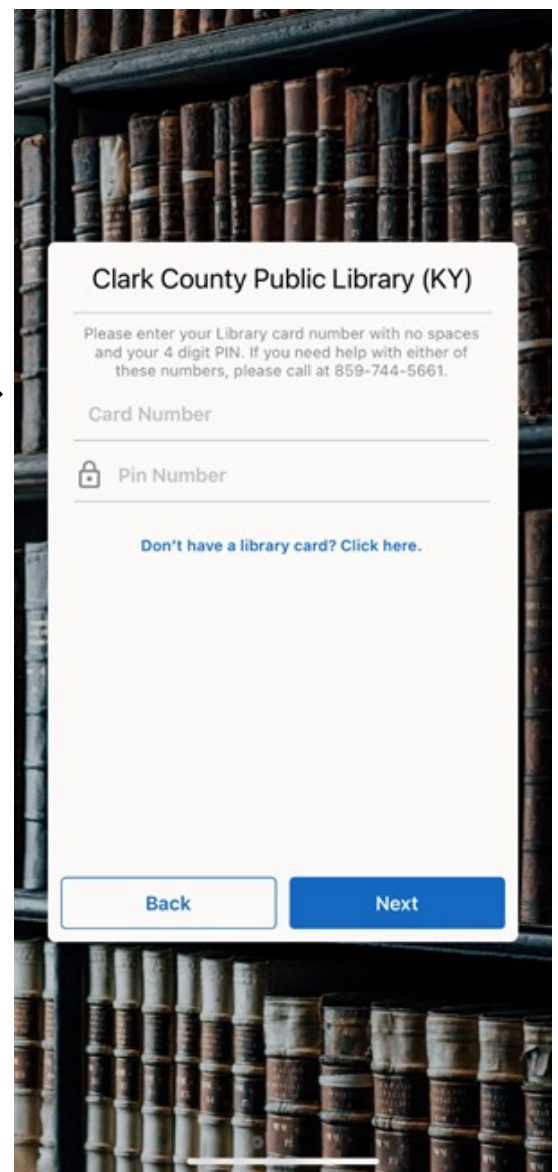 Clark County Public Library (KY)
Please enter your Library card number with no spaces
and your 4 digit PIN. If you need help with either of
these numbers, please call at 859-744-5661.
Card Number
Pin Number
Don't have a library card? Click here.
Back
Next